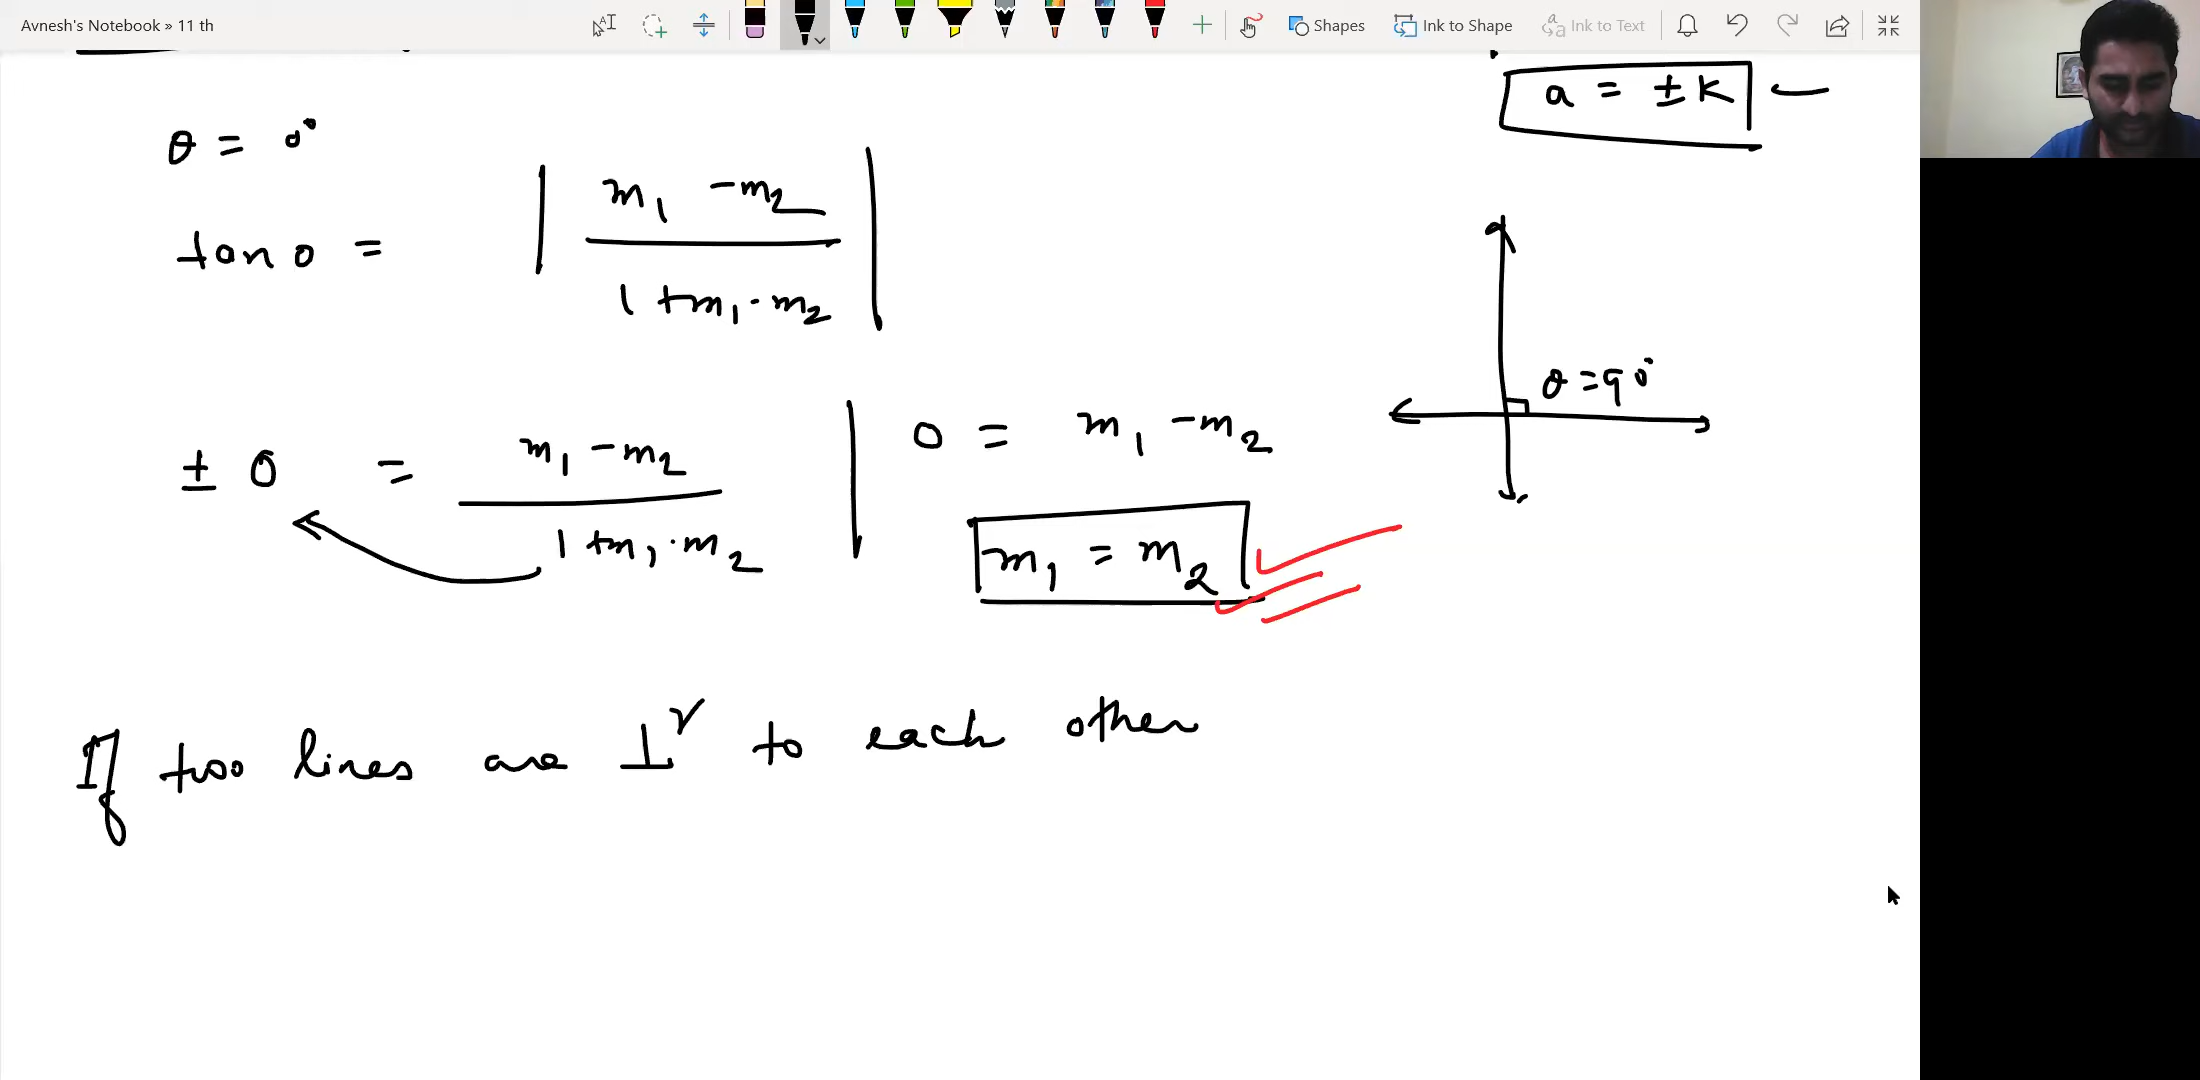 Avnesh's Notebook » 11 th
Shapes
Ink to Shape
Ink to Text
a = ± K
θ = 0°
tan 0 = | m₁ - m₂ / 1 + m₁ · m₂ |
θ = 90°
± 0 = m₁ - m₂ / 1 + m₁ · m₂
0 = m₁ - m₂
m₁ = m₂
If two lines are ⊥ʳ to each other